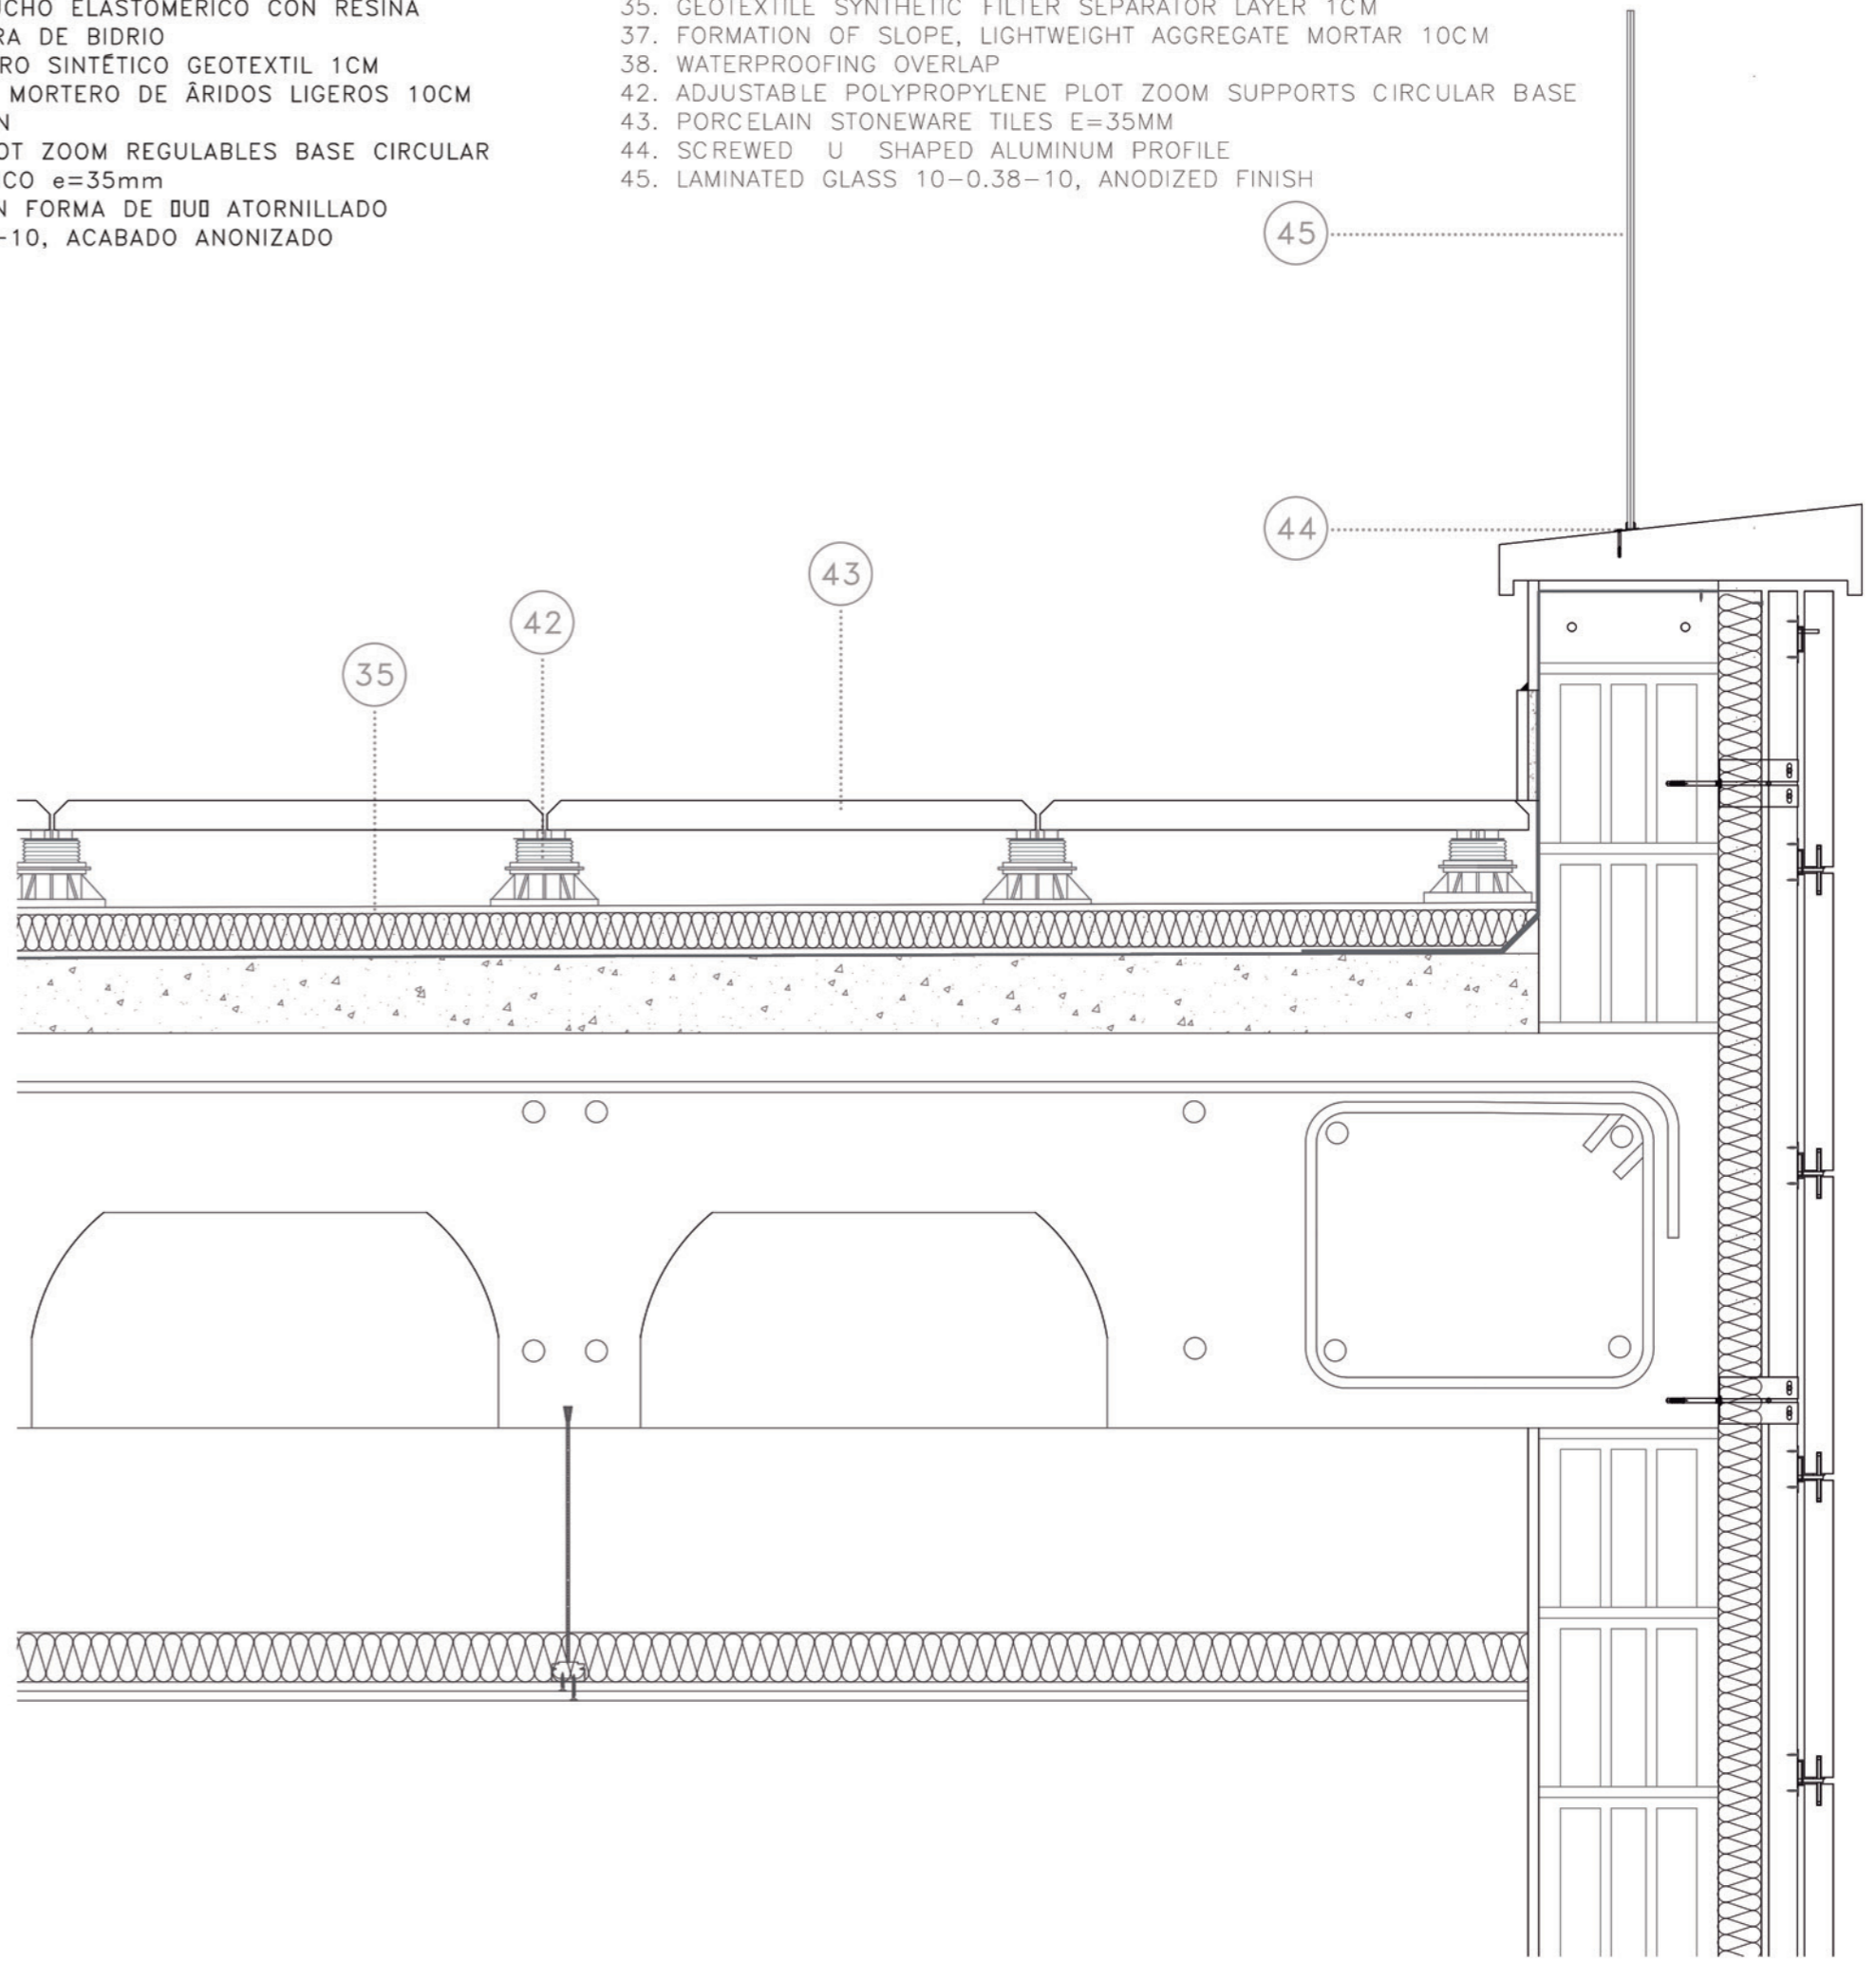 UCHO ELASTOMÉRICO CON RESINA
RA DE BIDRIO
RO SINTÉTICO GEOTEXTIL 1CM
MORTERO DE ÂRIDOS LIGEROS 10CM
N
OT ZOOM REGULABLES BASE CIRCULAR
CO e=35mm
N FORMA DE ▯U▯ ATORNILLADO
-10, ACABADO ANONIZADO
35. GEOTEXTILE SYNTHETIC FILTER SEPARATOR LAYER 1CM
37. FORMATION OF SLOPE, LIGHTWEIGHT AGGREGATE MORTAR 10CM
38. WATERPROOFING OVERLAP
42. ADJUSTABLE POLYPROPYLENE PLOT ZOOM SUPPORTS CIRCULAR BASE
43. PORCELAIN STONEWARE TILES E=35MM
44. SCREWED U SHAPED ALUMINUM PROFILE
45. LAMINATED GLASS 10-0.38-10, ANODIZED FINISH
45
44
43
42
35